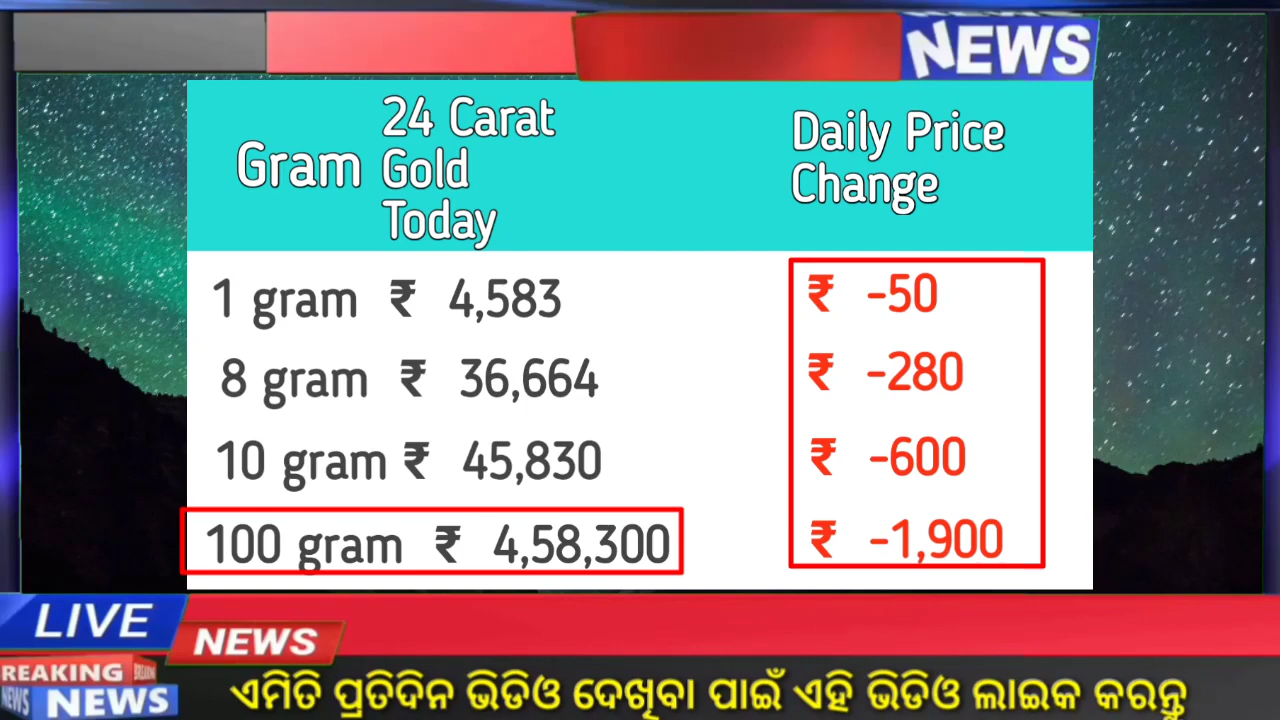 NEWS
24 Carat
Gram Gold
Today
Daily Price
Change
1 gram ₹ 4,583 ₹ -50
8 gram ₹ 36,664 ₹ -280
10 gram ₹ 45,830 ₹ -600
100 gram ₹ 4,58,300 ₹ -1,900
LIVE
NEWS
REAKING
NEWS NEWS
ଏମିତି ପ୍ରତିଦିନ ଭିଡିଓ ଦେଖିବା ପାଇଁ ଏହି ଭିଡିଓ ଲାଇକ କରନ୍ତୁ